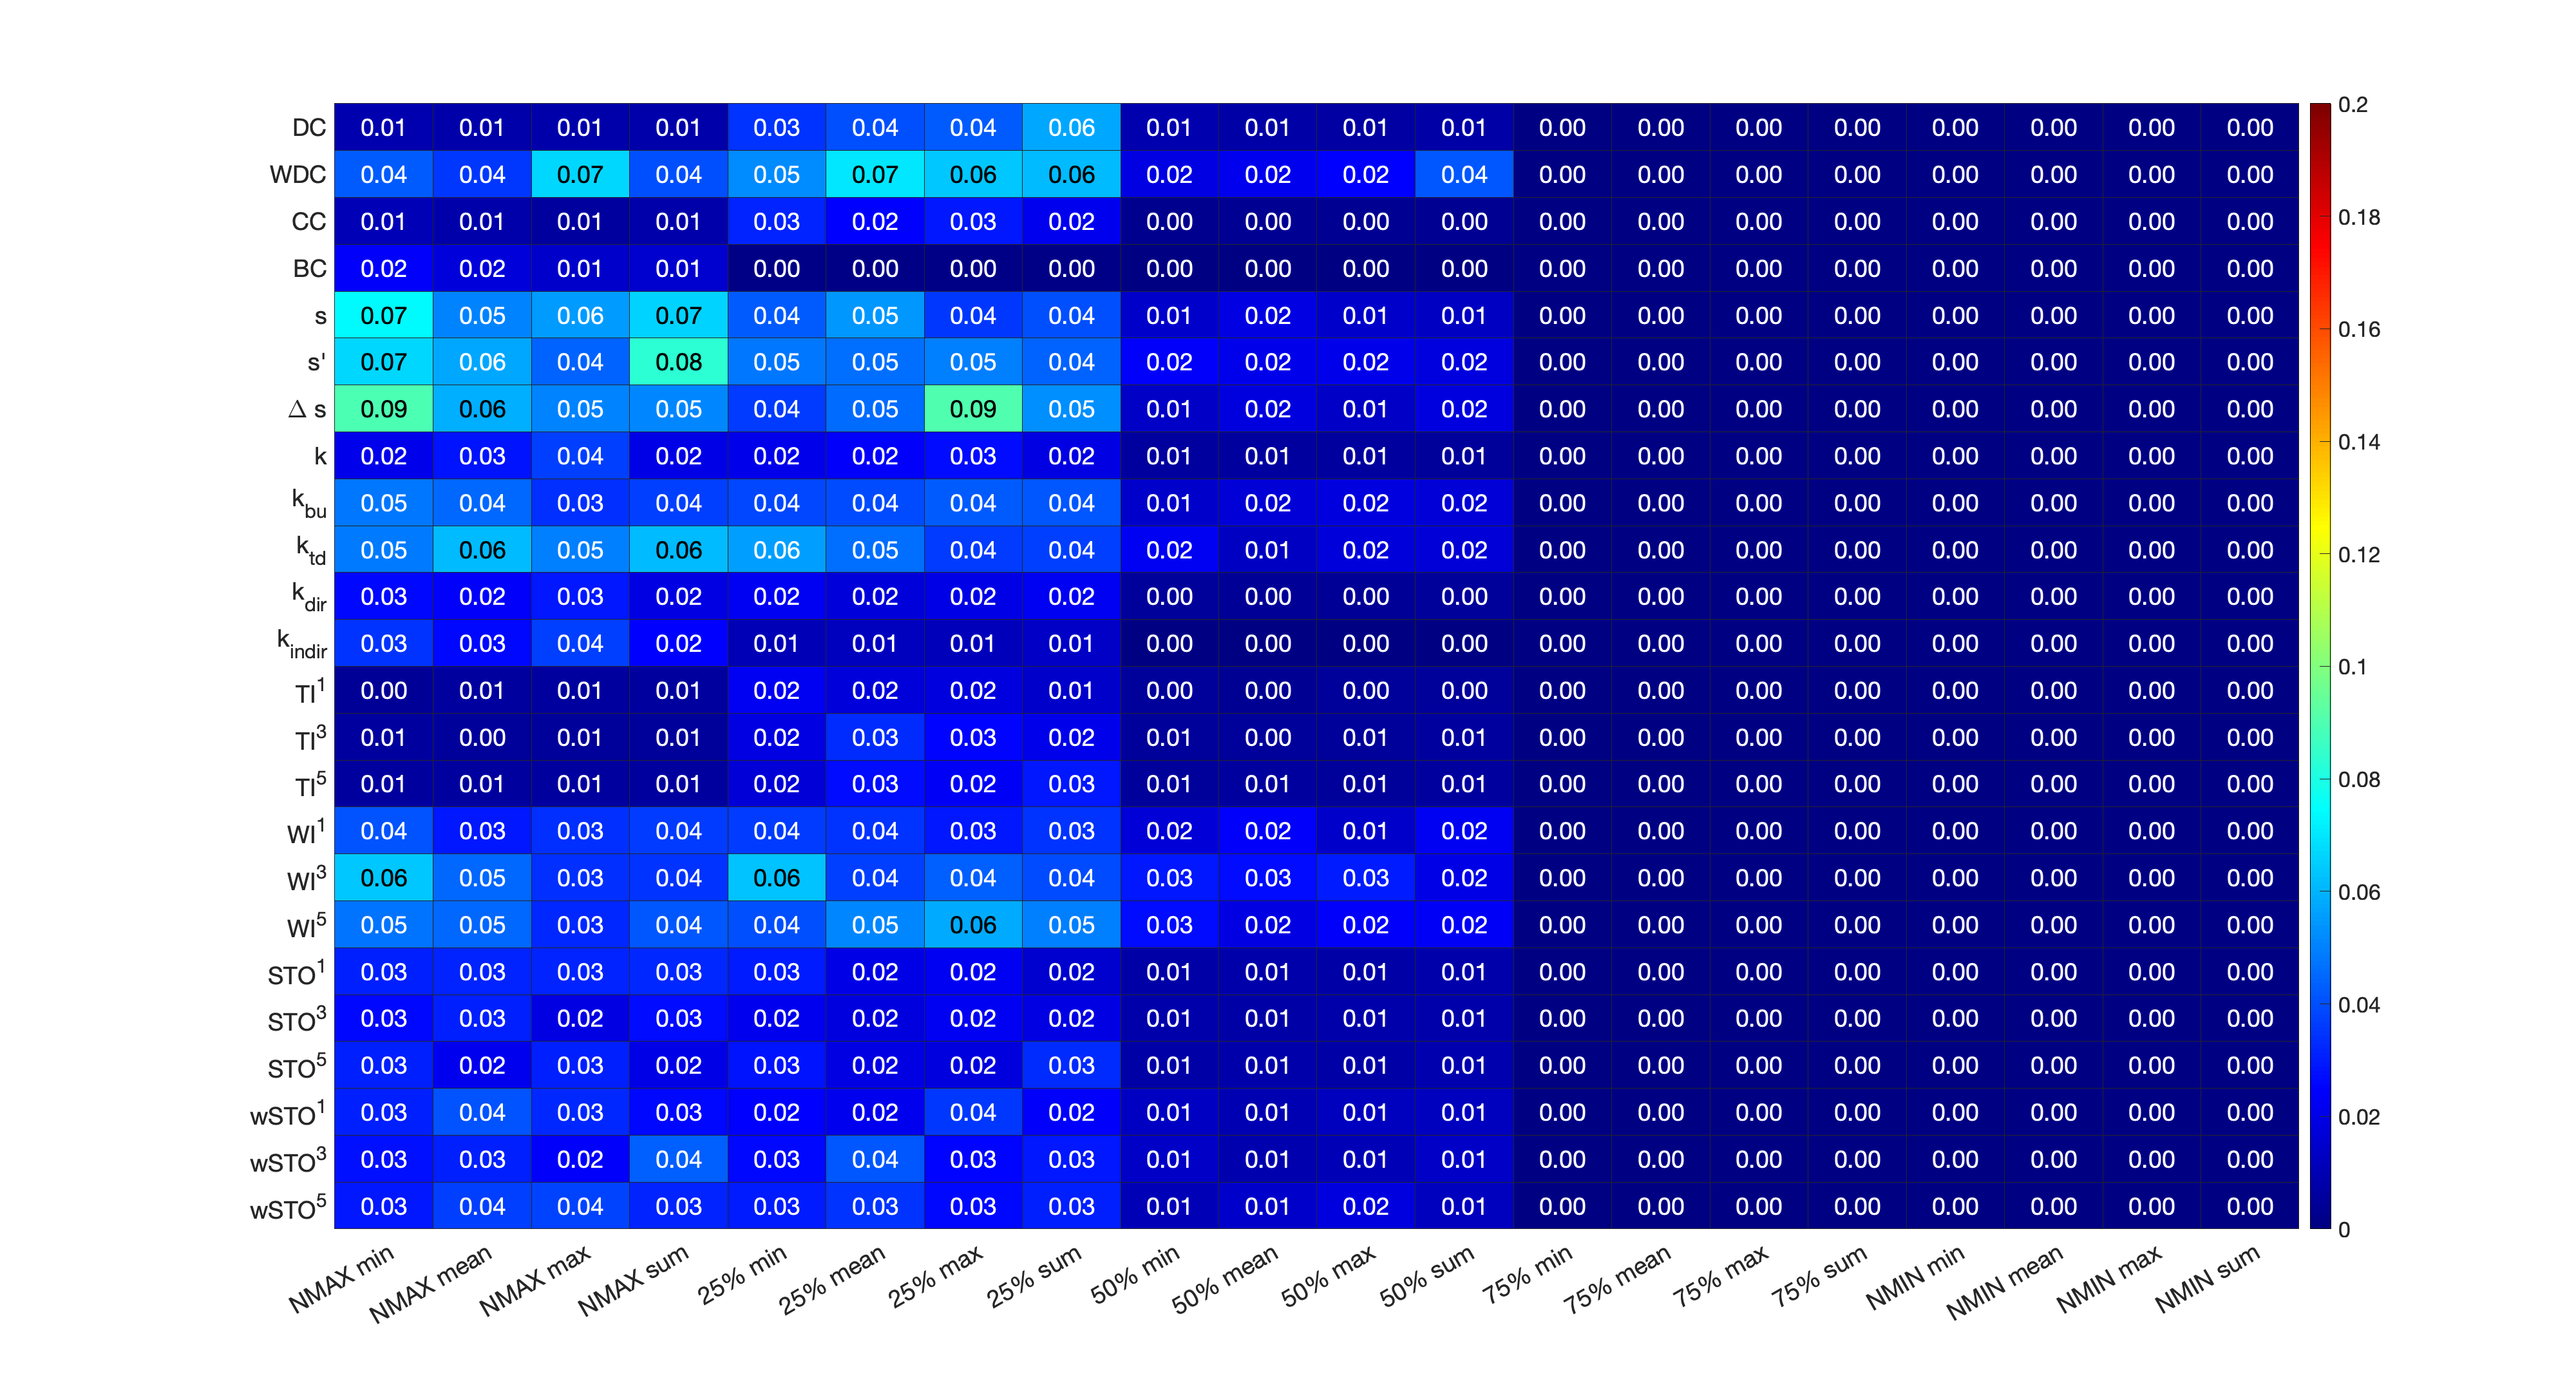 DC 0.01 0.01 0.01 0.01 0.03 0.04 0.04 0.06 0.01 0.01 0.01 0.01 0.00 0.00 0.00 0.00 0.00 0.00 0.00 0.00
WDC 0.04 0.04 0.07 0.04 0.05 0.07 0.06 0.06 0.02 0.02 0.02 0.04 0.00 0.00 0.00 0.00 0.00 0.00 0.00 0.00
CC 0.01 0.01 0.01 0.01 0.03 0.02 0.03 0.02 0.00 0.00 0.00 0.00 0.00 0.00 0.00 0.00 0.00 0.00 0.00 0.00
BC 0.02 0.02 0.01 0.01 0.00 0.00 0.00 0.00 0.00 0.00 0.00 0.00 0.00 0.00 0.00 0.00 0.00 0.00 0.00 0.00
s 0.07 0.05 0.06 0.07 0.04 0.05 0.04 0.04 0.01 0.02 0.01 0.01 0.00 0.00 0.00 0.00 0.00 0.00 0.00 0.00
s' 0.07 0.06 0.04 0.08 0.05 0.05 0.05 0.04 0.02 0.02 0.02 0.02 0.00 0.00 0.00 0.00 0.00 0.00 0.00 0.00
Δ s 0.09 0.06 0.05 0.05 0.04 0.05 0.09 0.05 0.01 0.02 0.01 0.02 0.00 0.00 0.00 0.00 0.00 0.00 0.00 0.00
k 0.02 0.03 0.04 0.02 0.02 0.02 0.03 0.02 0.01 0.01 0.01 0.01 0.00 0.00 0.00 0.00 0.00 0.00 0.00 0.00
k_bu 0.05 0.04 0.03 0.04 0.04 0.04 0.04 0.04 0.01 0.02 0.02 0.02 0.00 0.00 0.00 0.00 0.00 0.00 0.00 0.00
k_td 0.05 0.06 0.05 0.06 0.06 0.05 0.04 0.04 0.02 0.01 0.02 0.02 0.00 0.00 0.00 0.00 0.00 0.00 0.00 0.00
k_dir 0.03 0.02 0.03 0.02 0.02 0.02 0.02 0.02 0.00 0.00 0.00 0.00 0.00 0.00 0.00 0.00 0.00 0.00 0.00 0.00
k_indir 0.03 0.03 0.04 0.02 0.01 0.01 0.01 0.01 0.00 0.00 0.00 0.00 0.00 0.00 0.00 0.00 0.00 0.00 0.00 0.00
TI¹ 0.00 0.01 0.01 0.01 0.02 0.02 0.02 0.01 0.00 0.00 0.00 0.00 0.00 0.00 0.00 0.00 0.00 0.00 0.00 0.00
TI³ 0.01 0.00 0.01 0.01 0.02 0.03 0.03 0.02 0.01 0.00 0.01 0.01 0.00 0.00 0.00 0.00 0.00 0.00 0.00 0.00
TI⁵ 0.01 0.01 0.01 0.01 0.02 0.03 0.02 0.03 0.01 0.01 0.01 0.01 0.00 0.00 0.00 0.00 0.00 0.00 0.00 0.00
WI¹ 0.04 0.03 0.03 0.04 0.04 0.04 0.03 0.03 0.02 0.02 0.01 0.02 0.00 0.00 0.00 0.00 0.00 0.00 0.00 0.00
WI³ 0.06 0.05 0.03 0.04 0.06 0.04 0.04 0.04 0.03 0.03 0.03 0.02 0.00 0.00 0.00 0.00 0.00 0.00 0.00 0.00
WI⁵ 0.05 0.05 0.03 0.04 0.04 0.05 0.06 0.05 0.03 0.02 0.02 0.02 0.00 0.00 0.00 0.00 0.00 0.00 0.00 0.00
STO¹ 0.03 0.03 0.03 0.03 0.03 0.02 0.02 0.02 0.01 0.01 0.01 0.01 0.00 0.00 0.00 0.00 0.00 0.00 0.00 0.00
STO³ 0.03 0.03 0.02 0.03 0.02 0.02 0.02 0.02 0.01 0.01 0.01 0.01 0.00 0.00 0.00 0.00 0.00 0.00 0.00 0.00
STO⁵ 0.03 0.02 0.03 0.02 0.03 0.02 0.02 0.03 0.01 0.01 0.01 0.01 0.00 0.00 0.00 0.00 0.00 0.00 0.00 0.00
wSTO¹ 0.03 0.04 0.03 0.03 0.02 0.02 0.04 0.02 0.01 0.01 0.01 0.01 0.00 0.00 0.00 0.00 0.00 0.00 0.00 0.00
wSTO³ 0.03 0.03 0.02 0.04 0.03 0.04 0.03 0.03 0.01 0.01 0.01 0.01 0.00 0.00 0.00 0.00 0.00 0.00 0.00 0.00
wSTO⁵ 0.03 0.04 0.04 0.03 0.03 0.03 0.03 0.03 0.01 0.01 0.02 0.01 0.00 0.00 0.00 0.00 0.00 0.00 0.00 0.00
NMAX min NMAX mean NMAX max NMAX sum 25% min 25% mean 25% max 25% sum 50% min 50% mean 50% max 50% sum 75% min 75% mean 75% max 75% sum NMIN min NMIN mean NMIN max NMIN sum
0.2
0.18
0.16
0.14
0.12
0.1
0.08
0.06
0.04
0.02
0